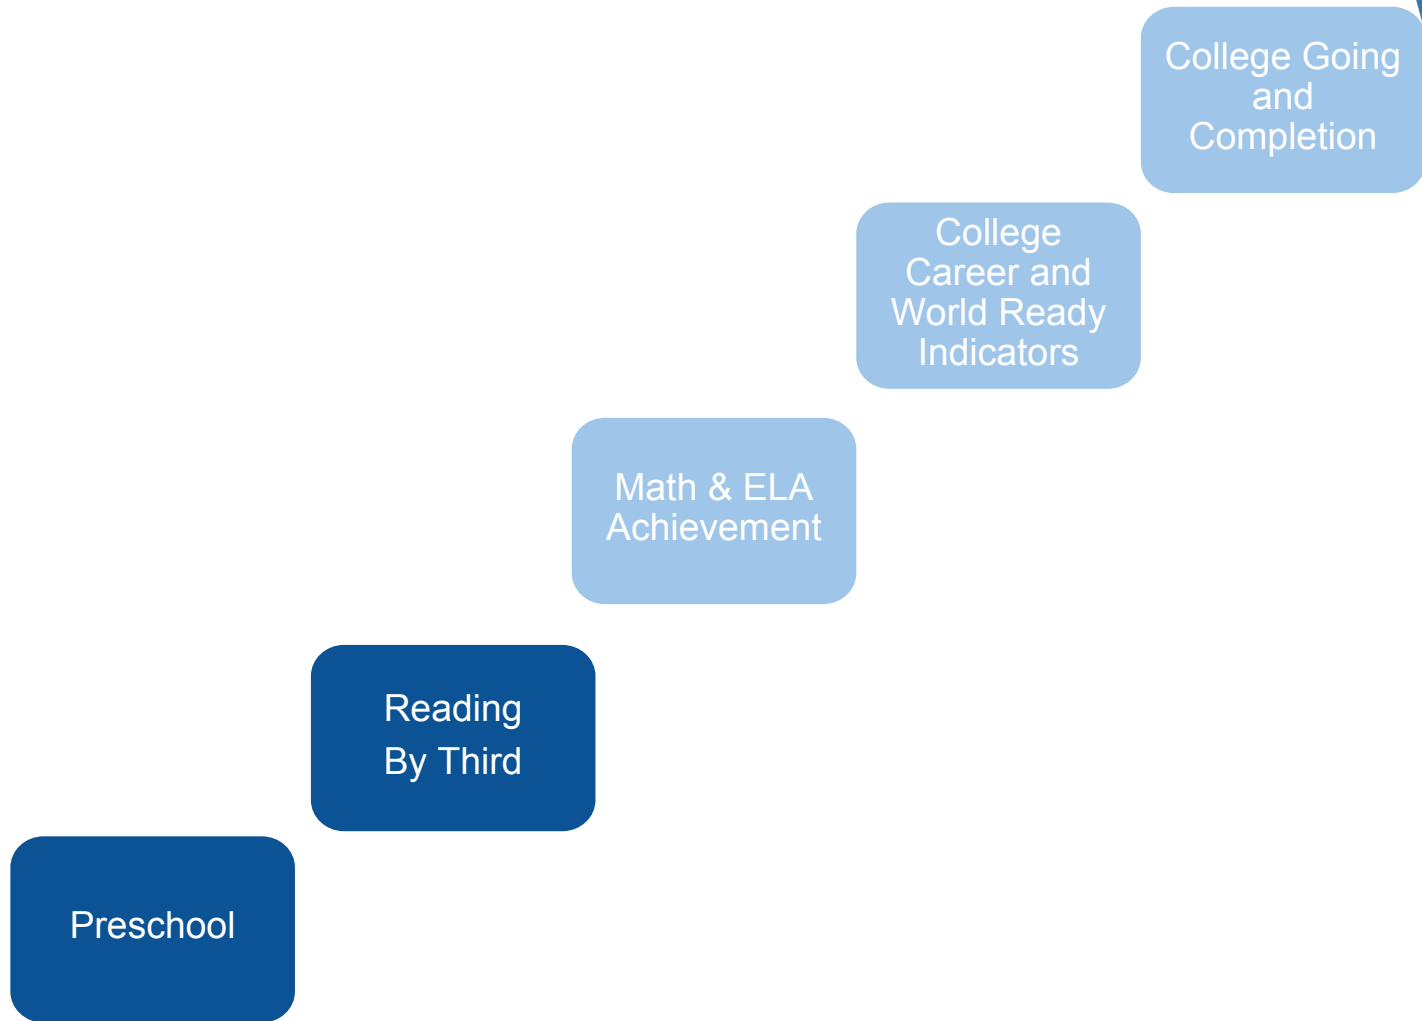 College Going
and
Completion
College
Career and
World Ready
Indicators
Math & ELA
Achievement
Reading
By Third
Preschool